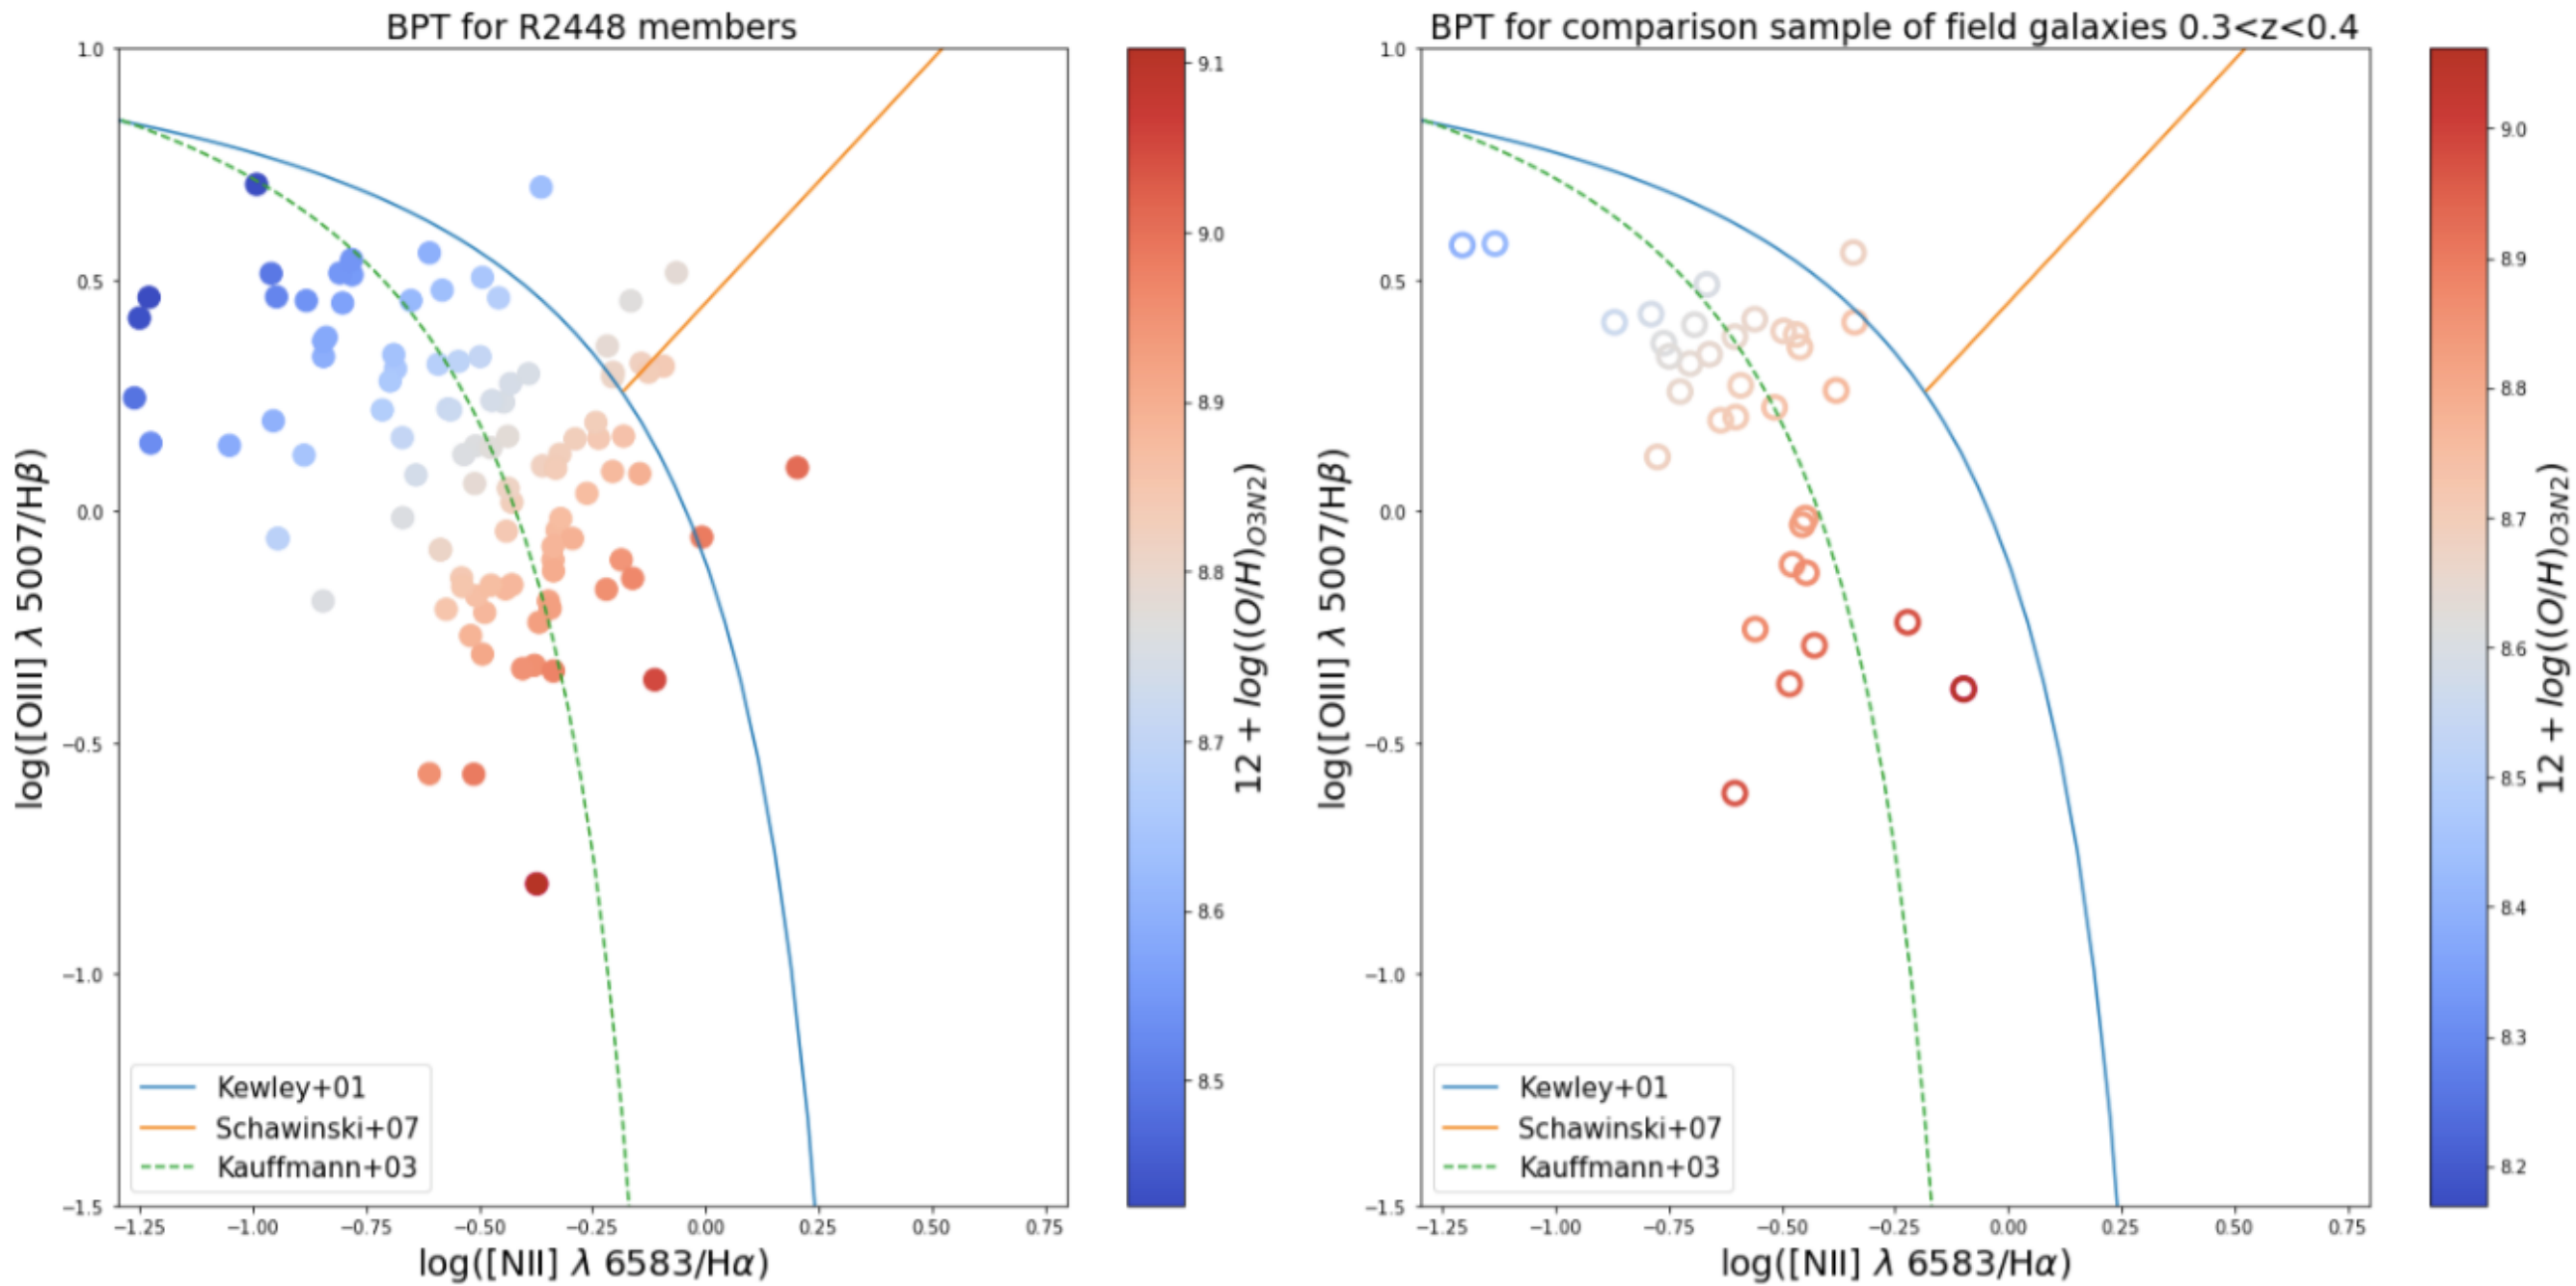 BPT for R2448 members
1.0
0.5
0.0
−0.5
−1.0
−1.5
log([OIII] λ 5007/Hβ)
Kewley+01
Schawinski+07
Kauffmann+03
−1.25 −1.00 −0.75 −0.50 −0.25 0.00 0.25 0.50 0.75
log([NII] λ 6583/Hα)
9.1
9.0
8.9
8.8
8.7
8.6
8.5
12 + log((O/H)O3N2)
BPT for comparison sample of field galaxies 0.3<z<0.4
1.0
0.5
0.0
−0.5
−1.0
−1.5
log([OIII] λ 5007/Hβ)
Kewley+01
Schawinski+07
Kauffmann+03
−1.25 −1.00 −0.75 −0.50 −0.25 0.00 0.25 0.50 0.75
log([NII] λ 6583/Hα)
9.0
8.9
8.8
8.7
8.6
8.5
8.4
8.3
8.2
12 + log((O/H)O3N2)